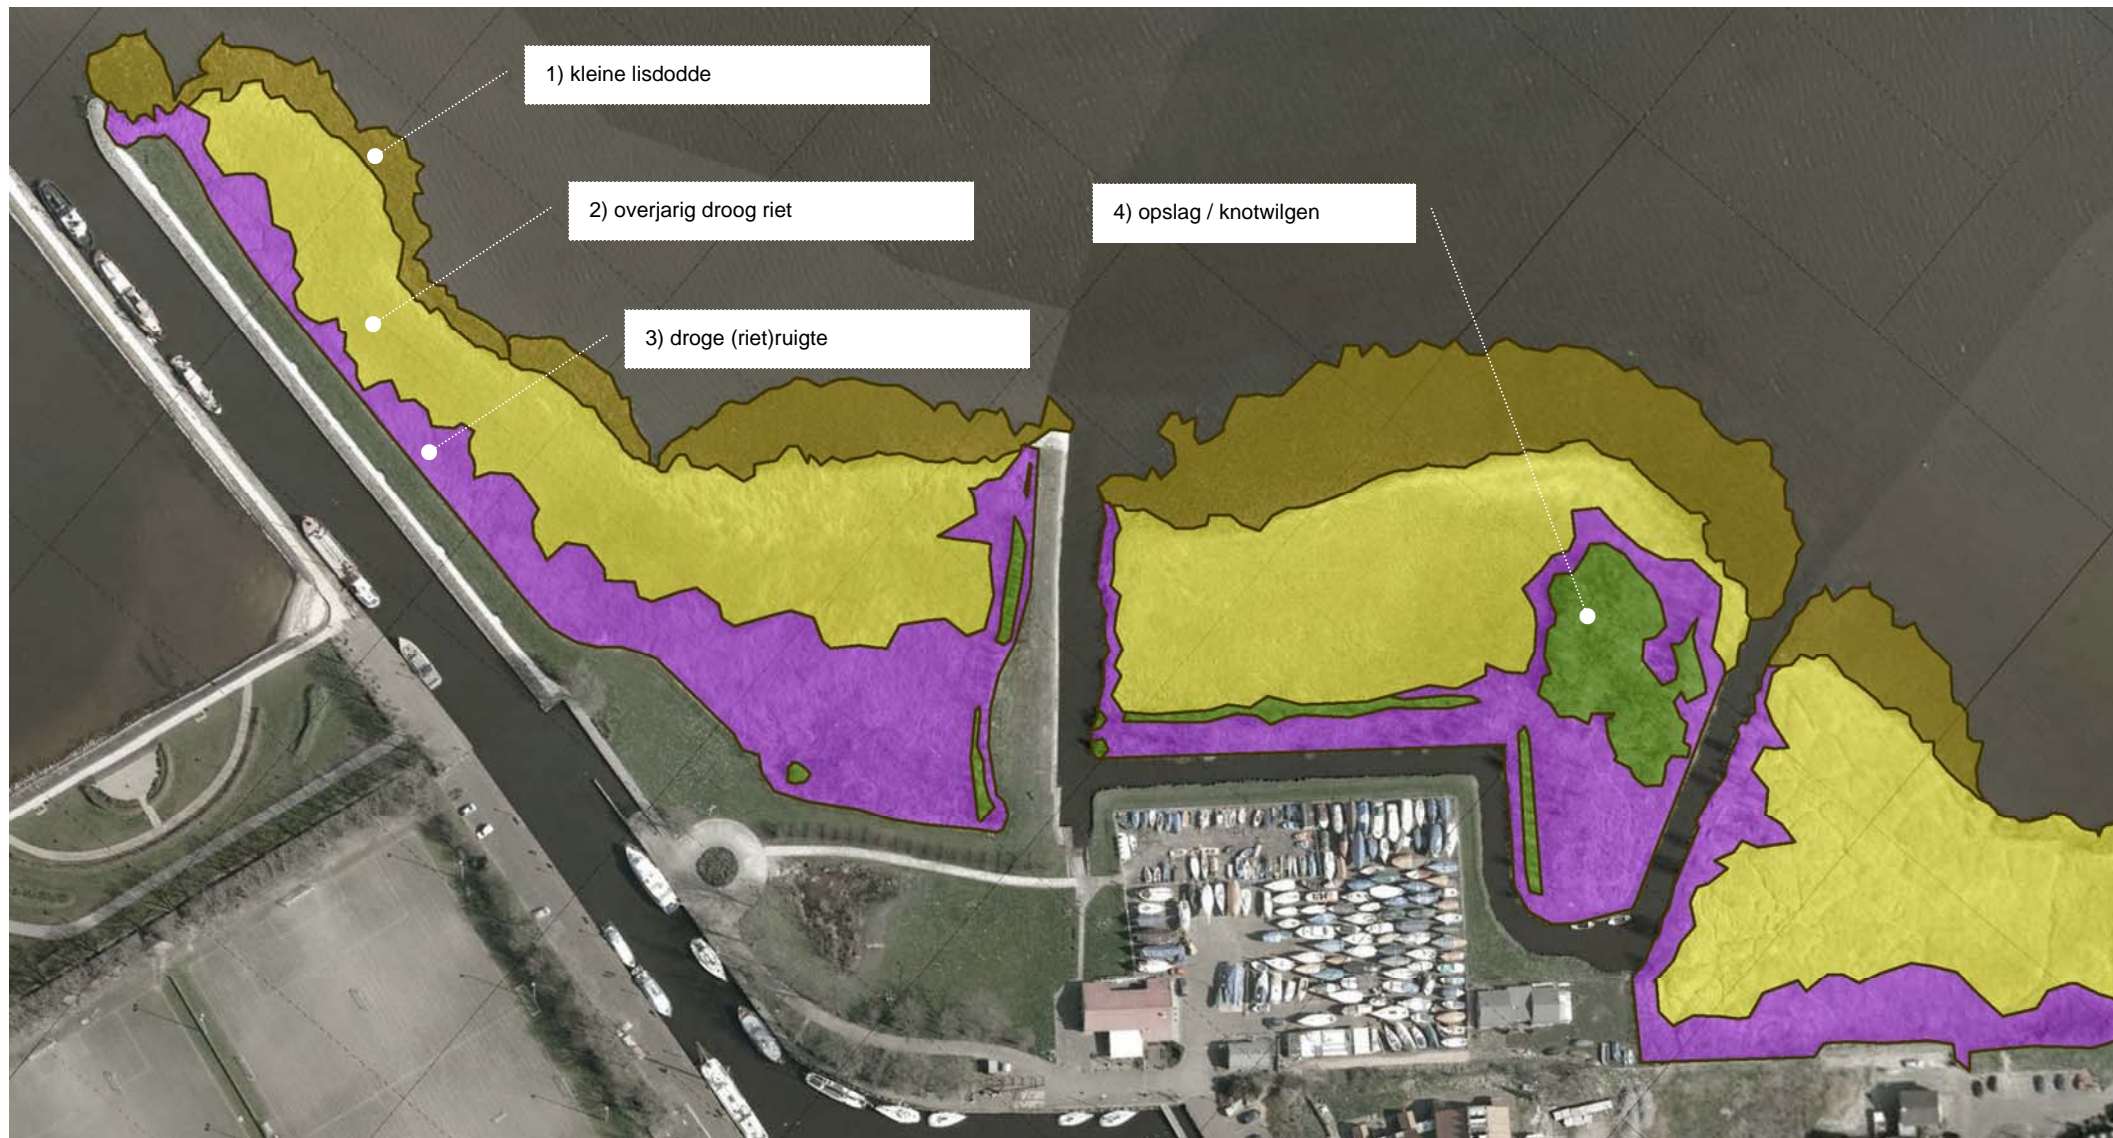 1) kleine lisdodde
2) overjarig droog riet
4) opslag / knotwilgen
3) droge (riet)ruigte